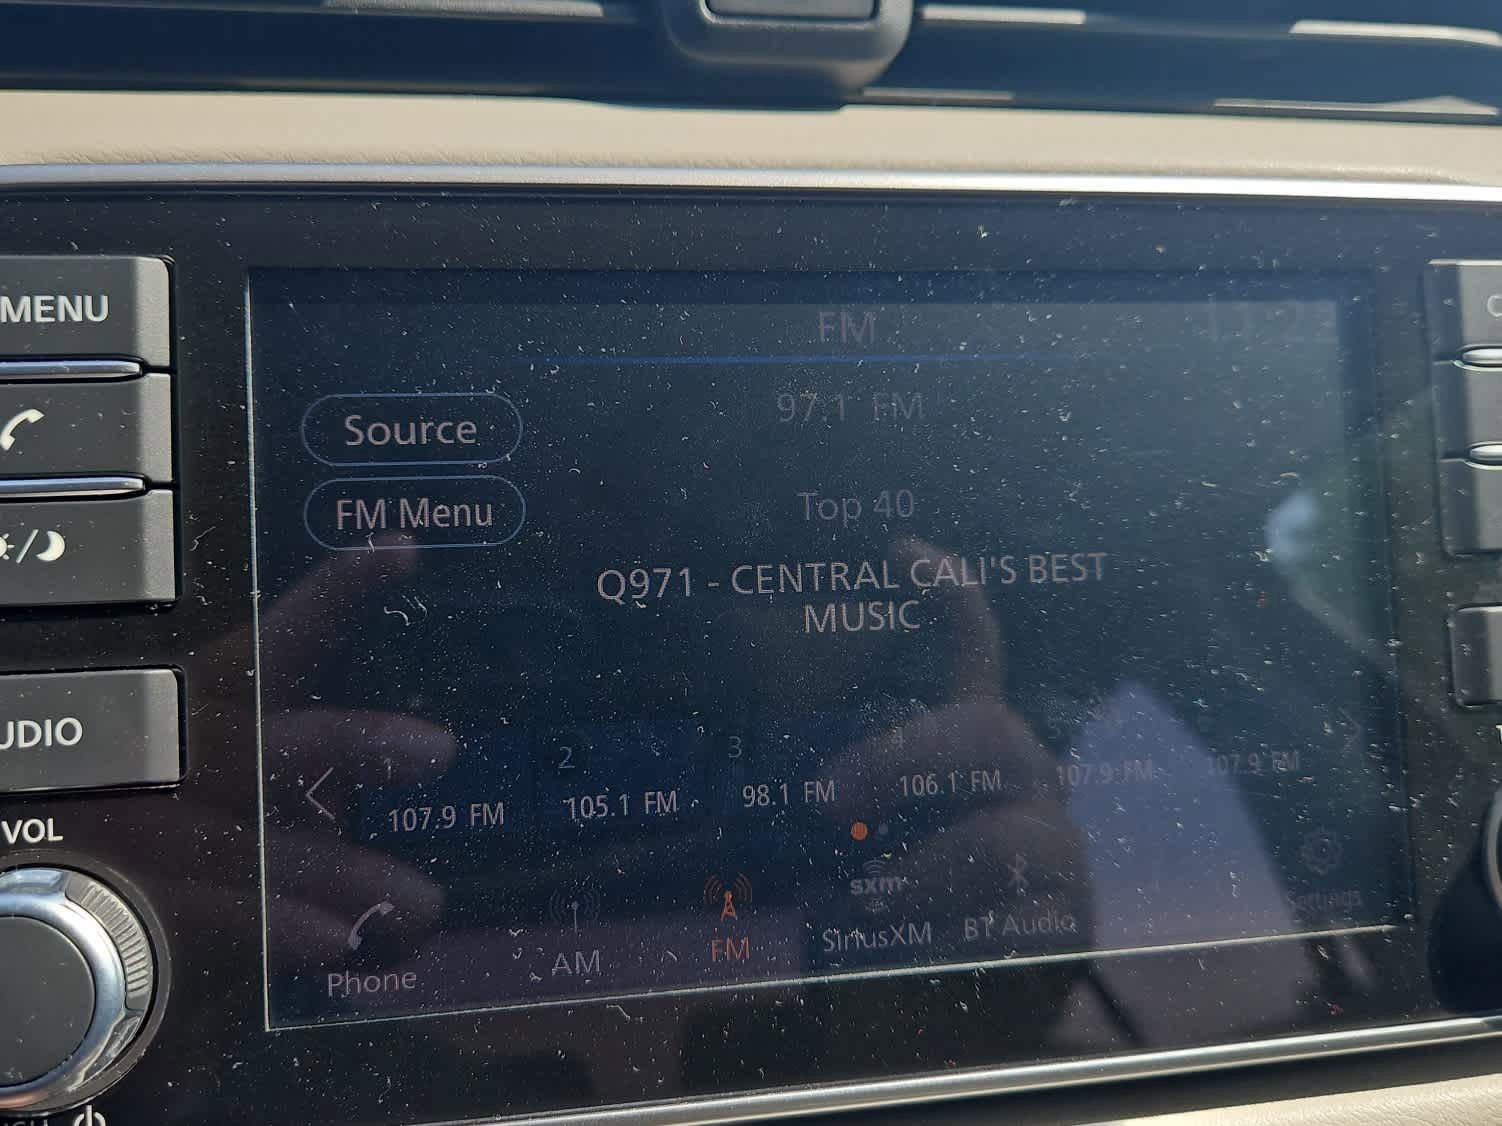 MENU
FM
Source
97.1 FM
FM Menu
Top 40
Q971 - CENTRAL CALI'S BEST
MUSIC
UDIO
1
2
3
4
5
6
107.9 FM
105.1 FM
98.1 FM
106.1 FM
107.9 FM
107.9 FM
VOL
Phone
AM
FM
sxm
SiriusXM
BT Audio
Settings